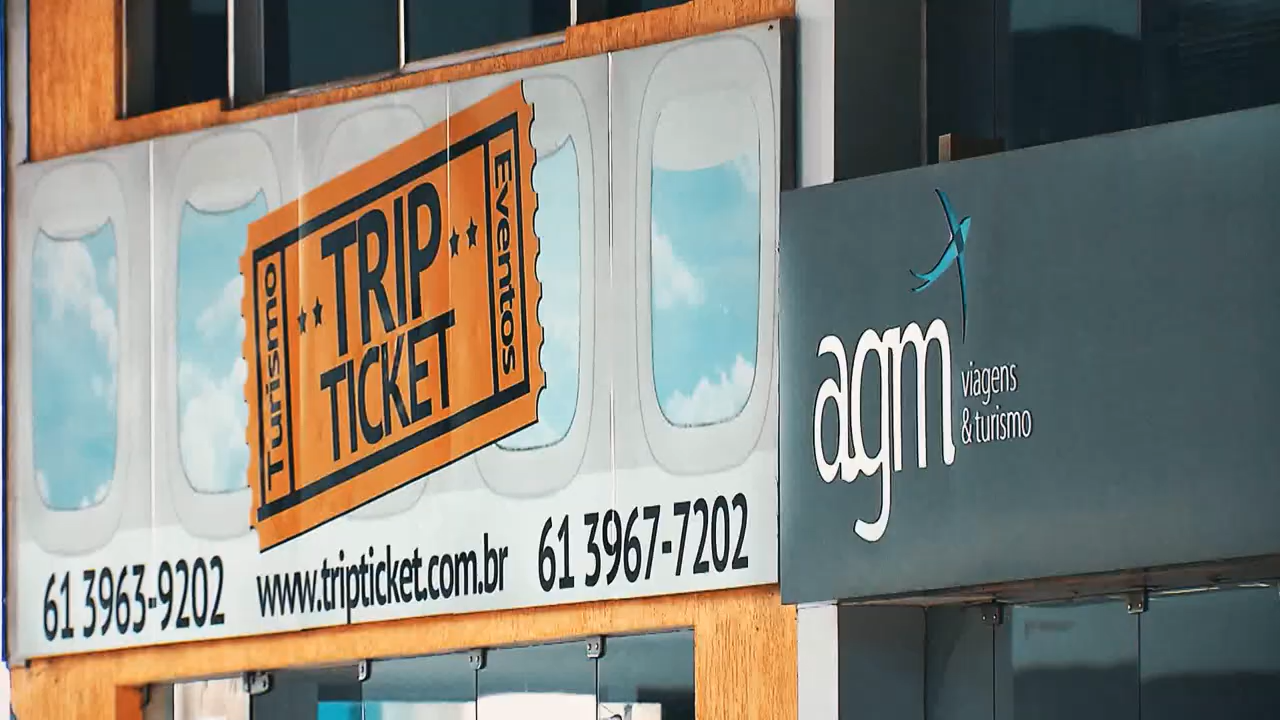 Turismo
TRIP
TICKET
Eventos
61 3963-9202
www.tripticket.com.br
61 3967-7202
agm
viagens
& turismo